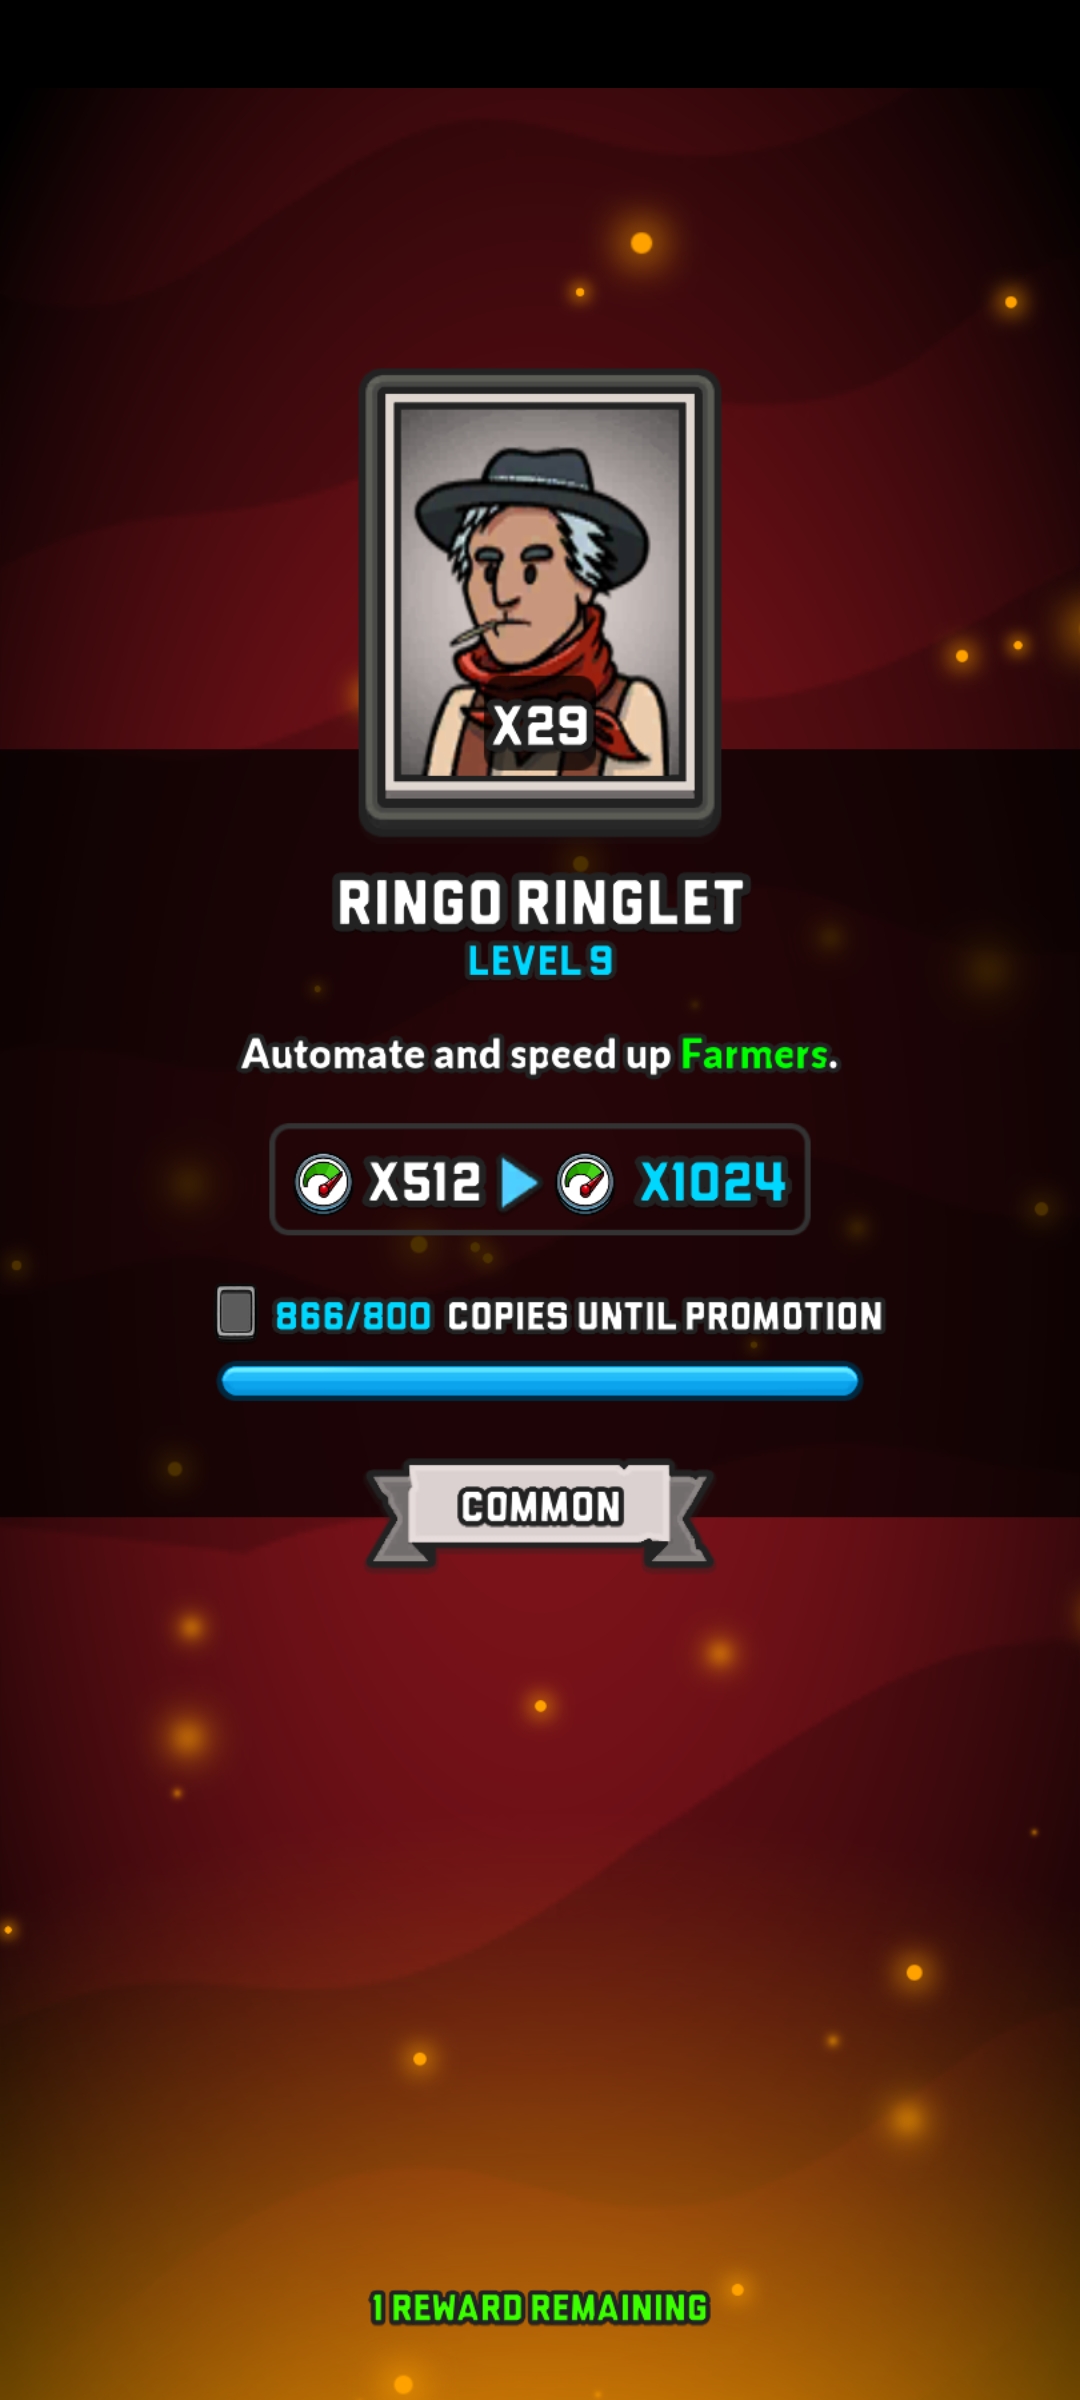 X29
RINGO RINGLET
LEVEL 9
Automate and speed up Farmers.
X512 X1024
866/800 COPIES UNTIL PROMOTION
COMMON
1 REWARD REMAINING